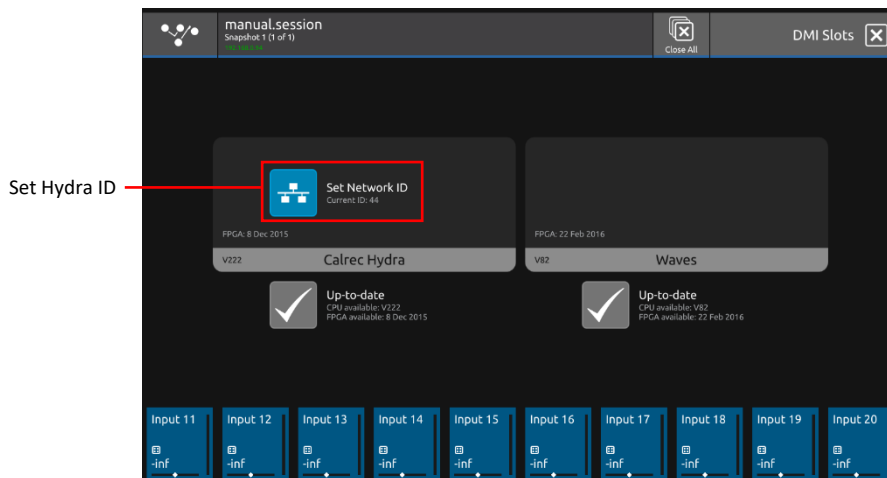 manual.session
Snapshot 1 (1 of 1)
192.168.0.64
Close All
DMI Slots
Set Hydra ID
Set Network ID
Current ID: 44
FPGA: 8 Dec 2015
FPGA: 22 Feb 2016
V222 Calrec Hydra
V82 Waves
Up-to-date
CPU available: V222
FPGA available: 8 Dec 2015
Up-to-date
CPU available: V82
FPGA available: 22 Feb 2016
Input 11 Input 12 Input 13 Input 14 Input 15 Input 16 Input 17 Input 18 Input 19 Input 20
-inf -inf -inf -inf -inf -inf -inf -inf -inf -inf